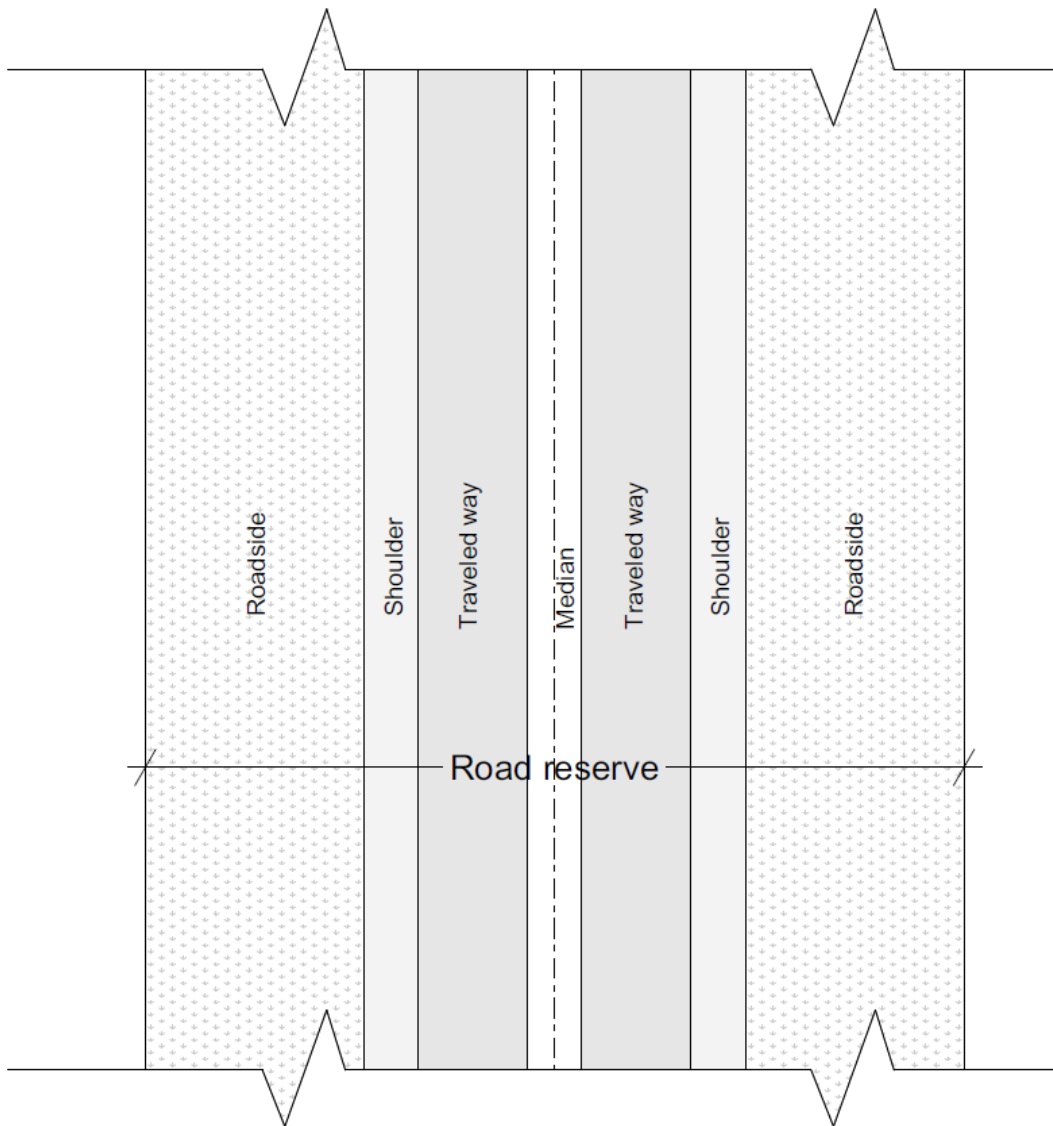 Roadside
Shoulder
Traveled way
Median
Traveled way
Shoulder
Roadside
Road reserve